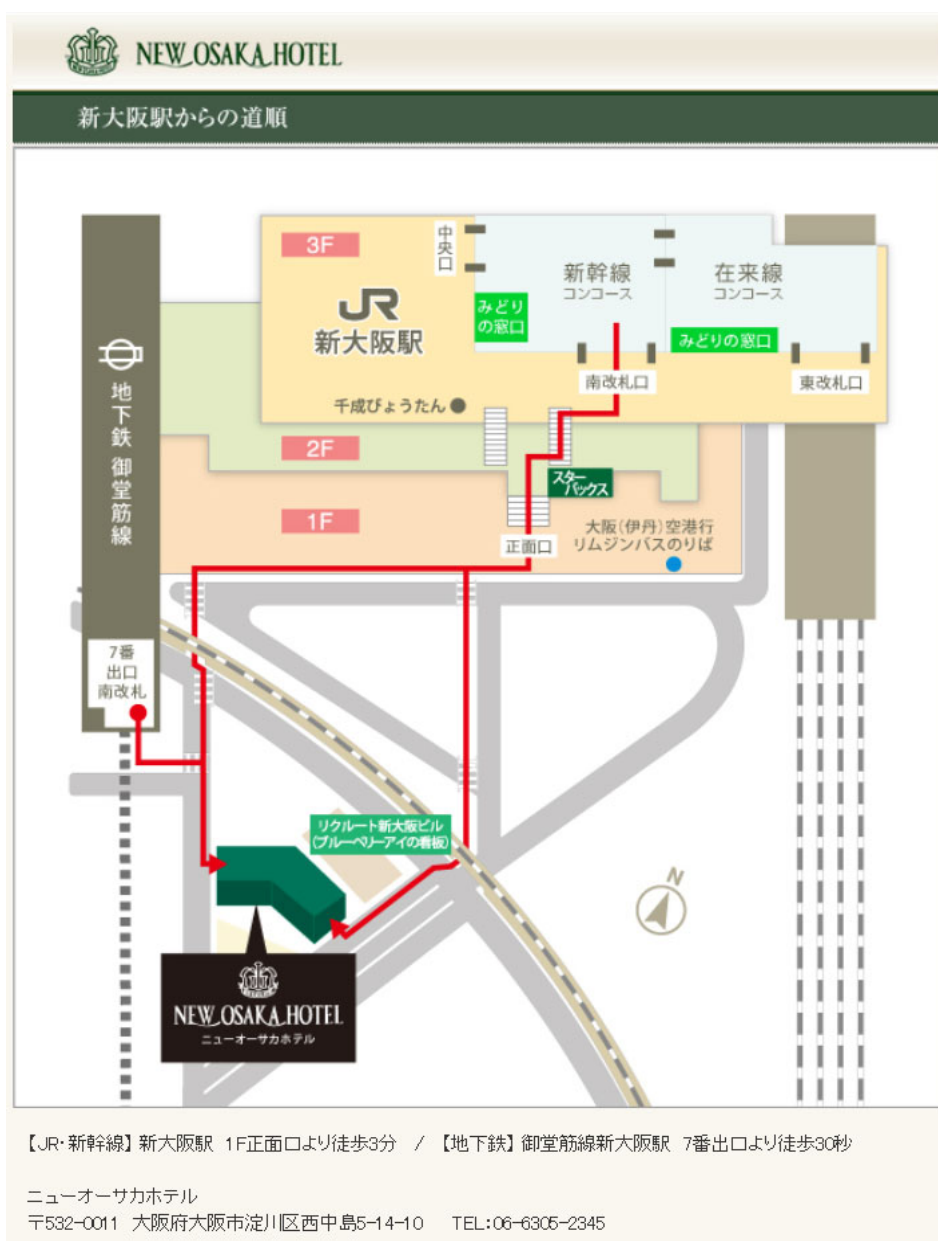 NEW OSAKA HOTEL
新大阪駅からの道順
3F
中央口
新幹線
コンコース
在来線
コンコース
みどり
の窓口
JR
新大阪駅
みどりの窓口
南改札口
東改札口
千成びょうたん
地下鉄 御堂筋線
2F
スター
バックス
1F
正面口
大阪(伊丹)空港行
リムジンバスのりば
7番
出口
南改札
リクルート新大阪ビル
(ブルーベリーアイの看板)
N
NEW OSAKA HOTEL
ニューオーサカホテル
【JR・新幹線】新大阪駅 1F正面口より徒歩3分 / 【地下鉄】御堂筋線新大阪駅 7番出口より徒歩30秒
ニューオーサカホテル
〒532-0011 大阪府大阪市淀川区西中島5-14-10 TEL:06-6305-2345